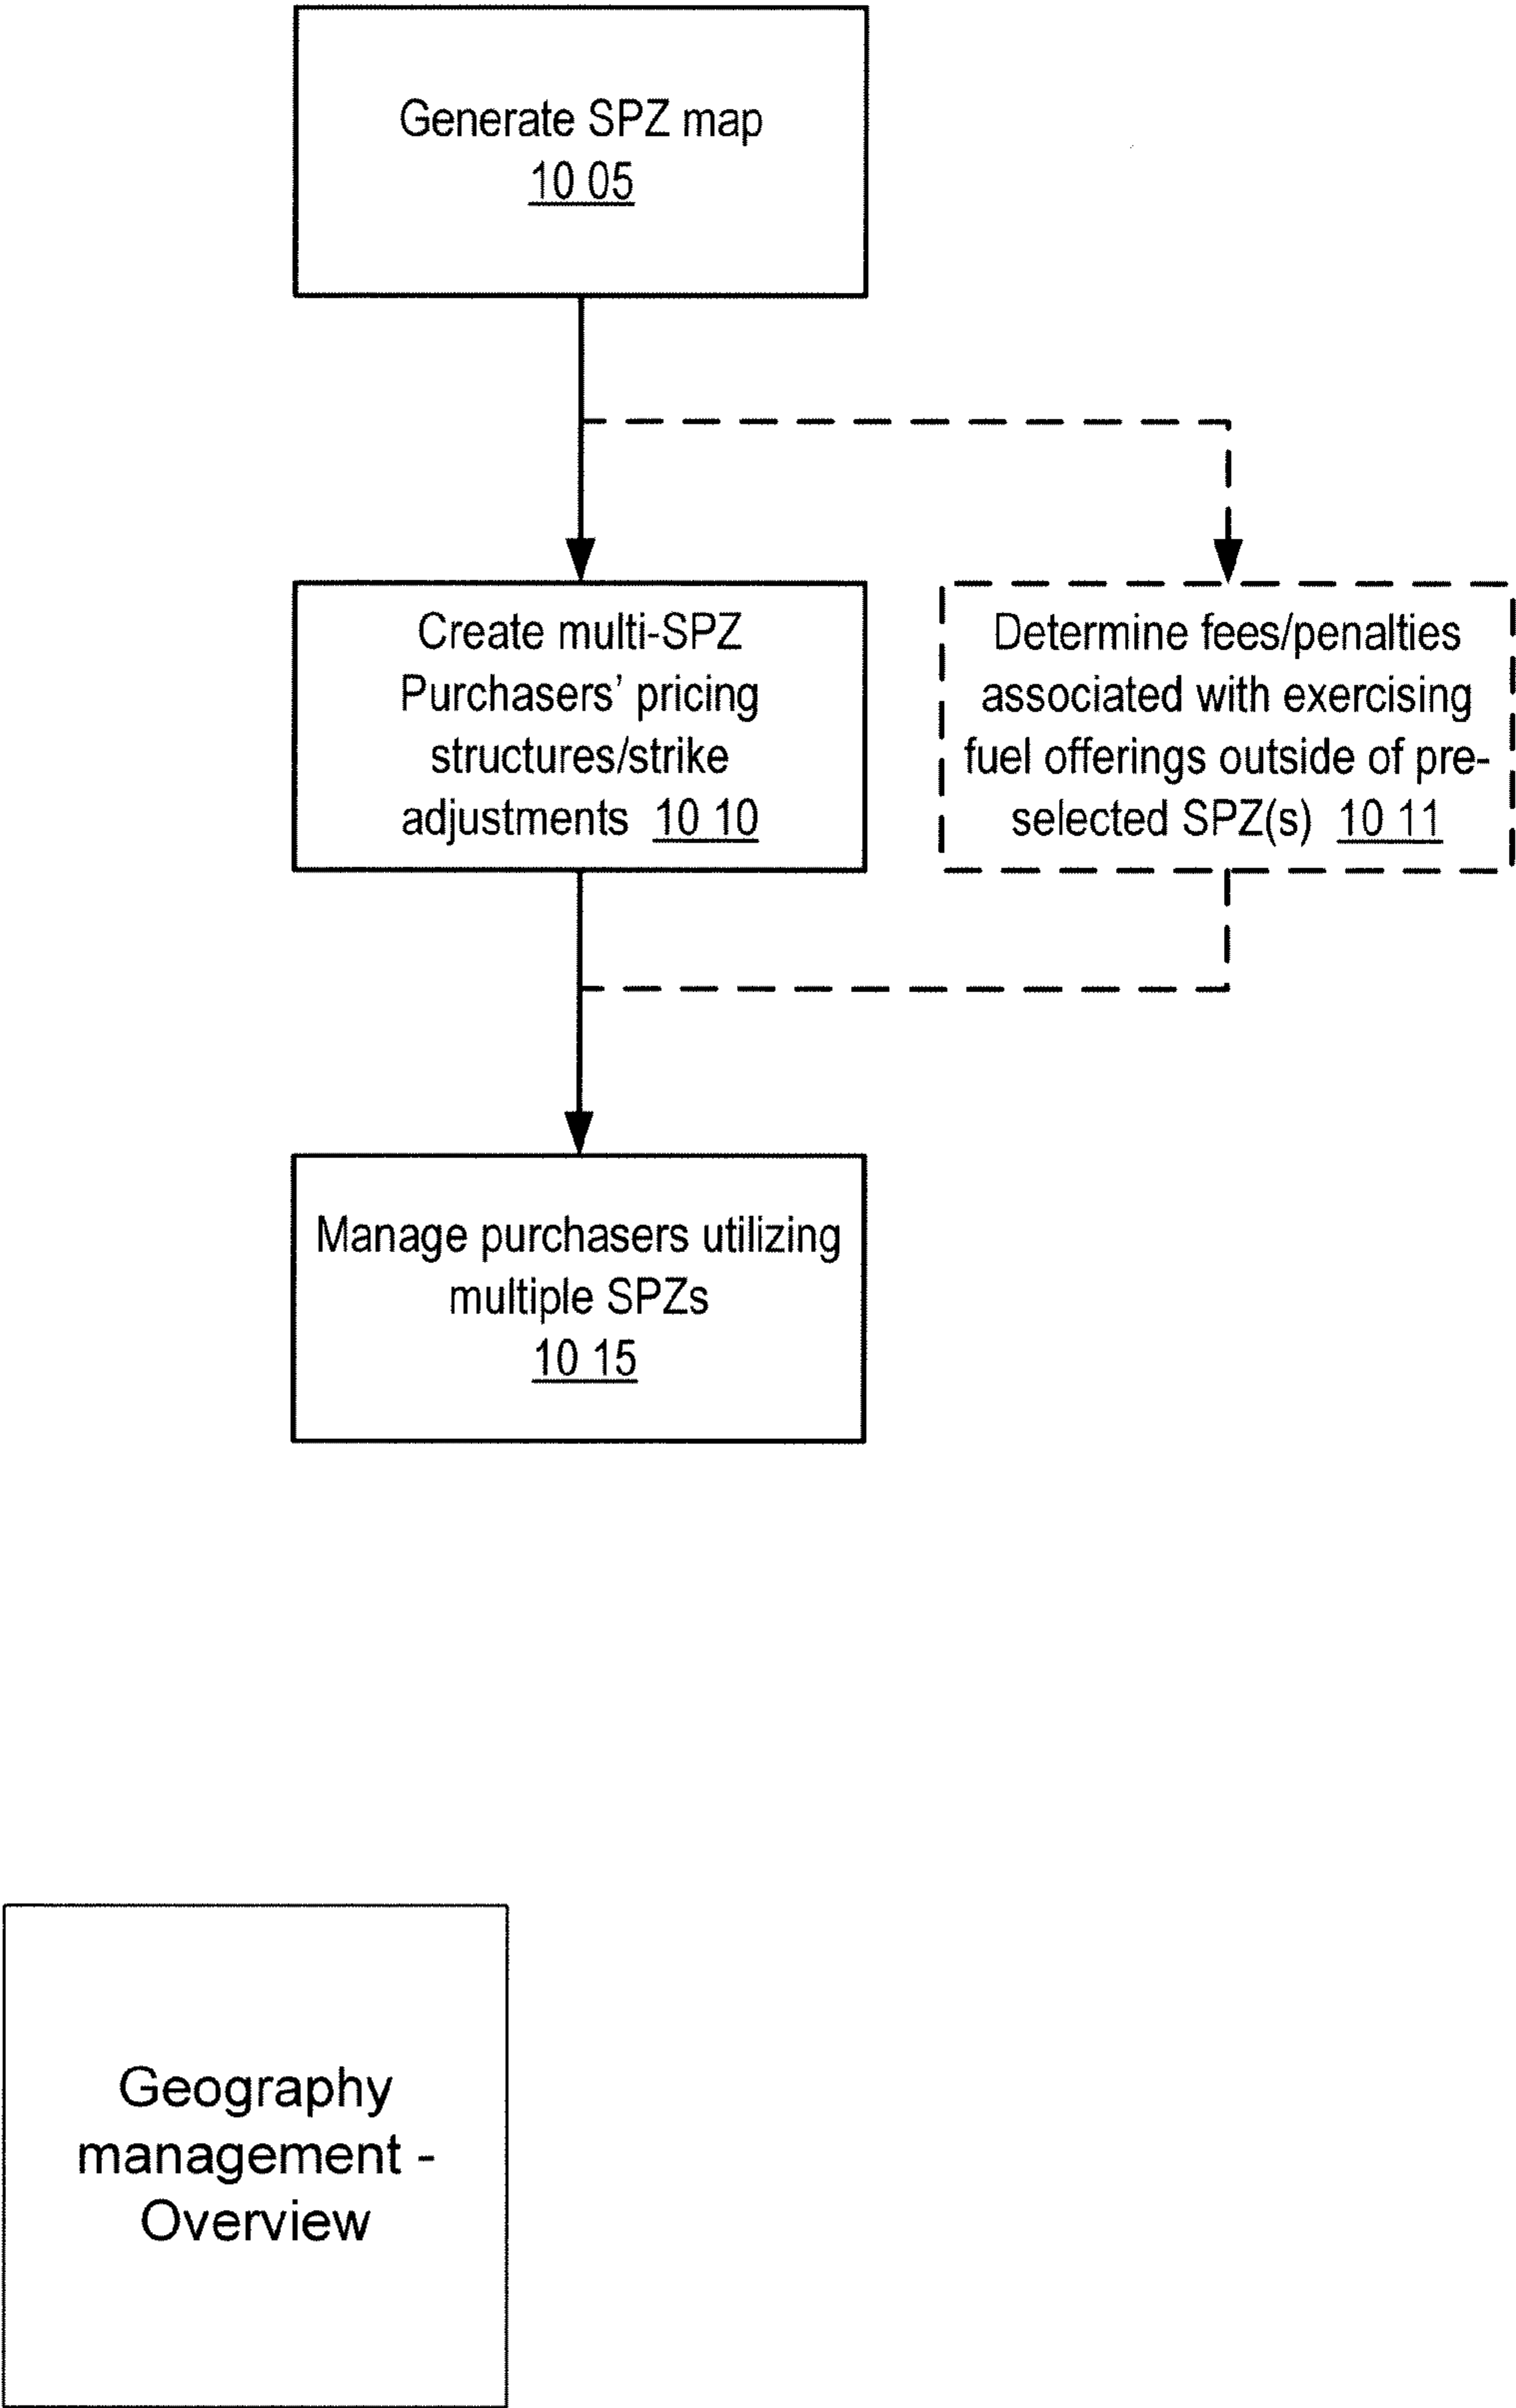 Generate SPZ map
10 05
Create multi-SPZ
Purchasers’ pricing
structures/strike
adjustments 10 10
Determine fees/penalties
associated with exercising
fuel offerings outside of pre-
selected SPZ(s) 10 11
Manage purchasers utilizing
multiple SPZs
10 15
Geography
management -
Overview